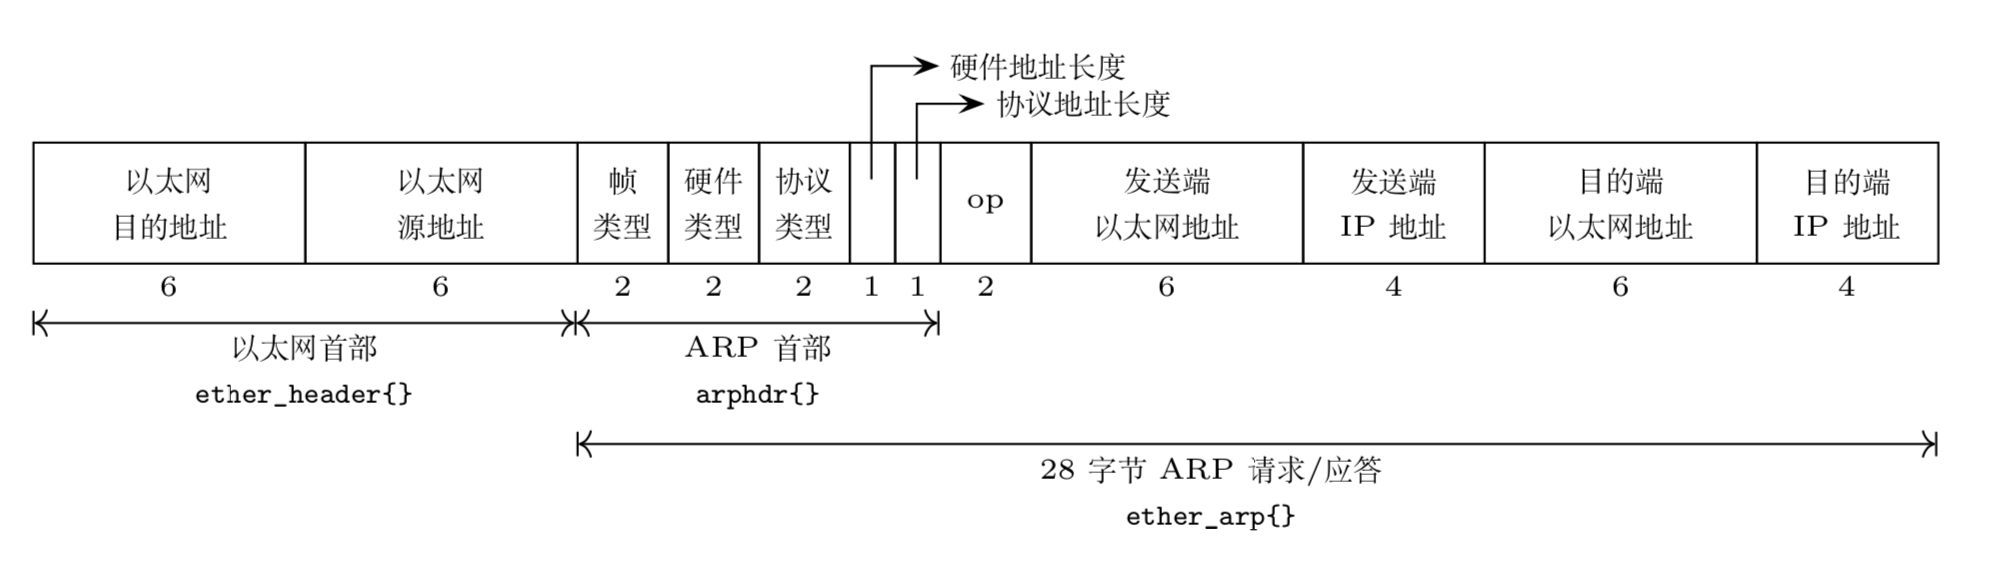 硬件地址长度
协议地址长度
以太网
目的地址
以太网
源地址
帧
类型
硬件
类型
协议
类型
op
发送端
以太网地址
发送端
IP 地址
目的端
以太网地址
目的端
IP 地址
6 6 2 2 2 1 1 2 6 4 6 4
以太网首部
ether_header{}
ARP 首部
arphdr{}
28 字节 ARP 请求/应答
ether_arp{}